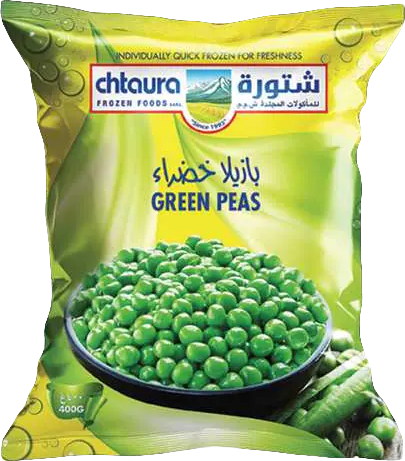 INDIVIDUALLY QUICK FROZEN FOR FRESHNESS
chtaura شتورة
FROZEN FOODS SARL للمأكولات المجلدة ش.م.م
"Since 1993"
بازيلا خضراء
GREEN PEAS
٤٠٠غ
400G